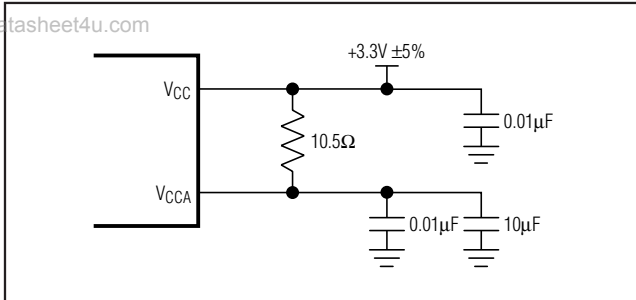 atasheet4u.com
+3.3V ±5%
VCC
0.01µF
10.5Ω
VCCA
0.01µF
10µF